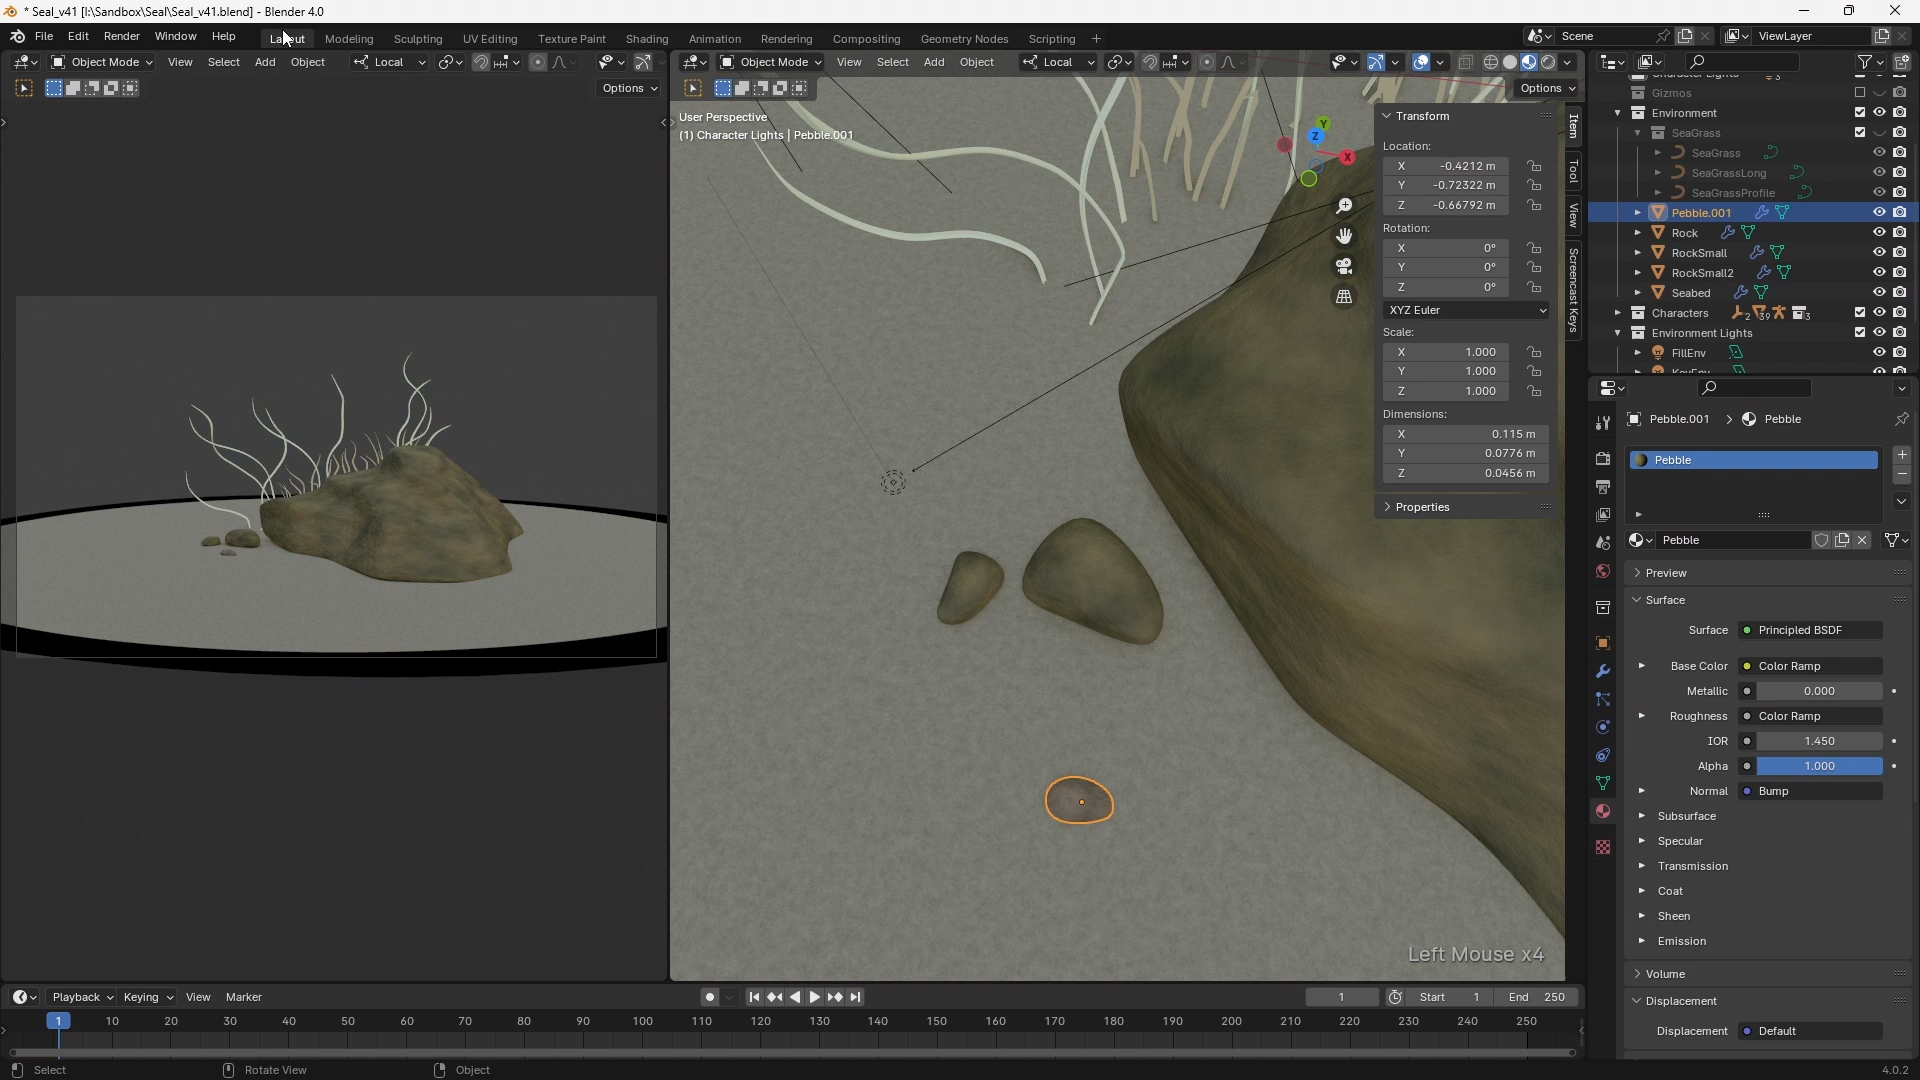 * Seal_v41 [I:\Sandbox\Seal\Seal_v41.blend] - Blender 4.0
File Edit Render Window Help Layout Modeling Sculpting UV Editing Texture Paint Shading Animation Rendering Compositing Geometry Nodes Scripting + Scene ViewLayer
Object Mode View Select Add Object Local
Object Mode View Select Add Object Local
Options
Options
User Perspective
(1) Character Lights | Pebble.001
Transform
Location:
X -0.4212 m
Y -0.72322 m
Z -0.66792 m
Rotation:
X 0°
Y 0°
Z 0°
XYZ Euler
Scale:
X 1.000
Y 1.000
Z 1.000
Dimensions:
X 0.115 m
Y 0.0776 m
Z 0.0456 m
Properties
Item
Tool
View
Screencast Keys
Y
Z
X
Left Mouse x4
Gizmos
Environment
SeaGrass
SeaGrass
SeaGrassLong
SeaGrassProfile
Pebble.001
Rock
RockSmall
RockSmall2
Seabed
Characters 2 39 3
Environment Lights
FillEnv
Pebble.001 > Pebble
Pebble
Pebble
Preview
Surface
Surface Principled BSDF
Base Color Color Ramp
Metallic 0.000
Roughness Color Ramp
IOR 1.450
Alpha 1.000
Normal Bump
Subsurface
Specular
Transmission
Coat
Sheen
Emission
Volume
Displacement
Displacement Default
Playback Keying View Marker 1 Start 1 End 250
1 10 20 30 40 50 60 70 80 90 100 110 120 130 140 150 160 170 180 190 200 210 220 230 240 250
Select Rotate View Object 4.0.2